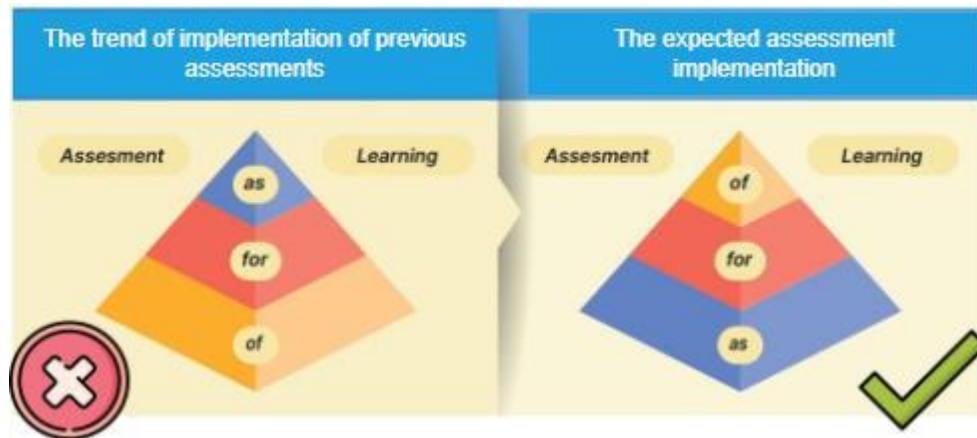 The trend of implementation of previous
assessments
Assesment
Learning
as
for
of
The expected assessment
implementation
Assesment
Learning
of
for
as